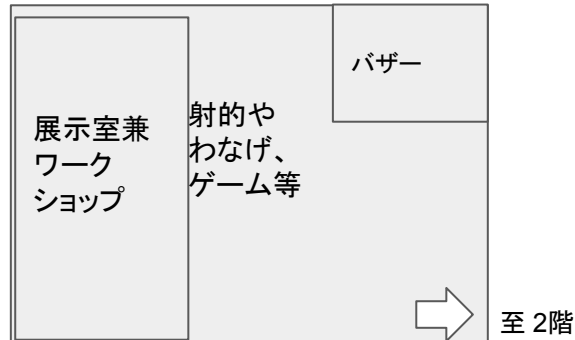 展示室兼
ワーク
ショップ
射的や
わなげ、
ゲーム等
バザー
至 2階